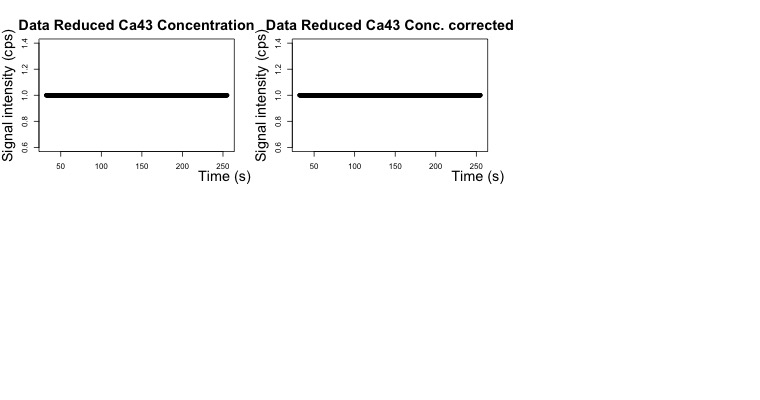 Data Reduced Ca43 Concentration
Signal intensity (cps)
1.4
1.2
1.0
0.8
0.6
50 100 150 200 250
Time (s)
Data Reduced Ca43 Conc. corrected
Signal intensity (cps)
1.4
1.2
1.0
0.8
0.6
50 100 150 200 250
Time (s)